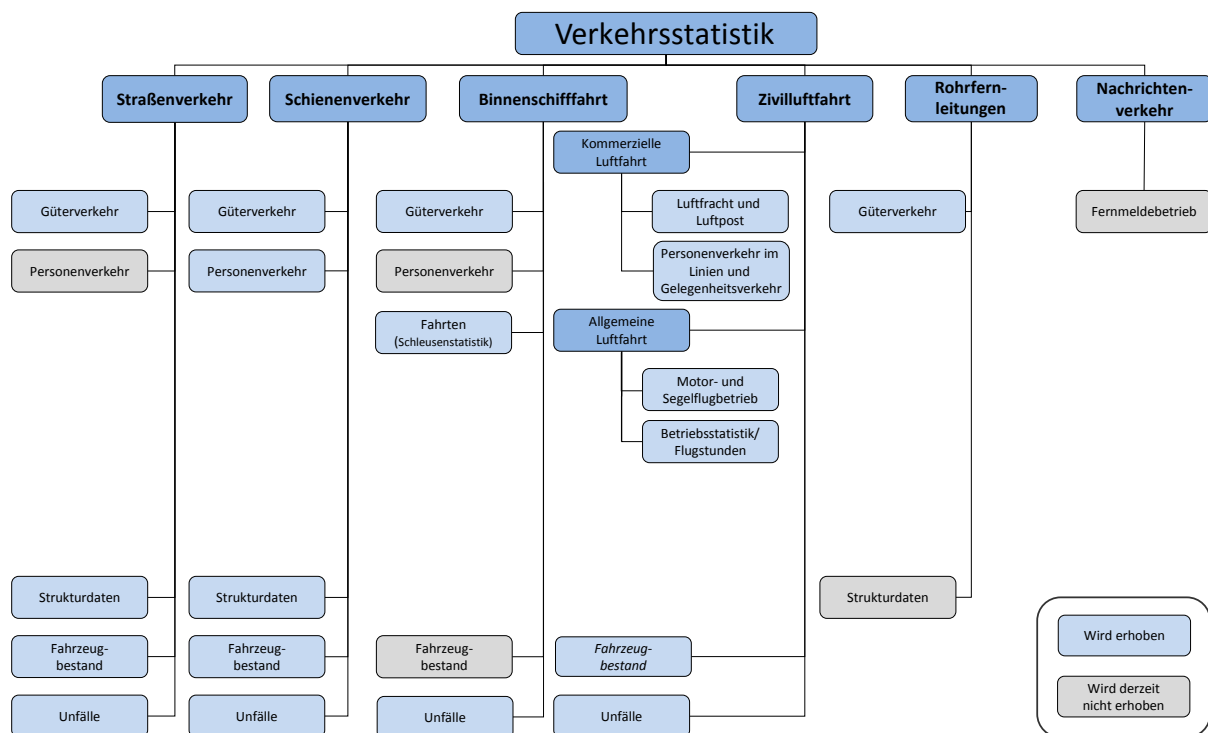 Verkehrsstatistik
Straßenverkehr
Schienenverkehr
Binnenschifffahrt
Zivilluftfahrt
Rohrfern-
leitungen
Nachrichten-
verkehr
Kommerzielle
Luftfahrt
Güterverkehr
Güterverkehr
Güterverkehr
Luftfracht und
Luftpost
Güterverkehr
Fernmeldebetrieb
Personenverkehr
Personenverkehr
Personenverkehr
Personenverkehr im
Linien und
Gelegenheitsverkehr
Fahrten
(Schleusenstatistik)
Allgemeine
Luftfahrt
Motor- und
Segelflugbetrieb
Betriebsstatistik/
Flugstunden
Strukturdaten
Strukturdaten
Strukturdaten
Fahrzeug-
bestand
Fahrzeug-
bestand
Fahrzeug-
bestand
Fahrzeug-
bestand
Unfälle
Unfälle
Unfälle
Unfälle
Wird erhoben
Wird derzeit
nicht erhoben